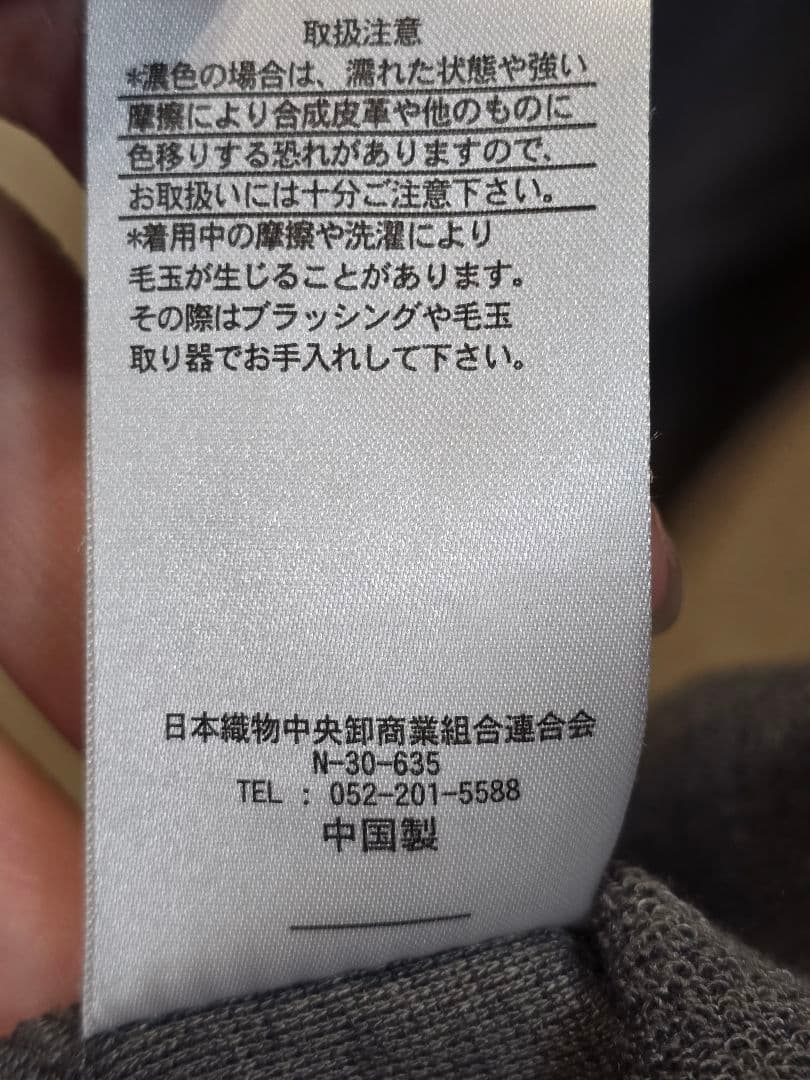 取扱注意
*濃色の場合は、濡れた状態や強い
摩擦により合成皮革や他のものに
色移りする恐れがありますので、
お取扱いには十分ご注意下さい。
*着用中の摩擦や洗濯により
毛玉が生じることがあります。
その際はブラッシングや毛玉
取り器でお手入れして下さい。
日本織物中央卸商業組合連合会
N-30-635
TEL : 052-201-5588
中国製